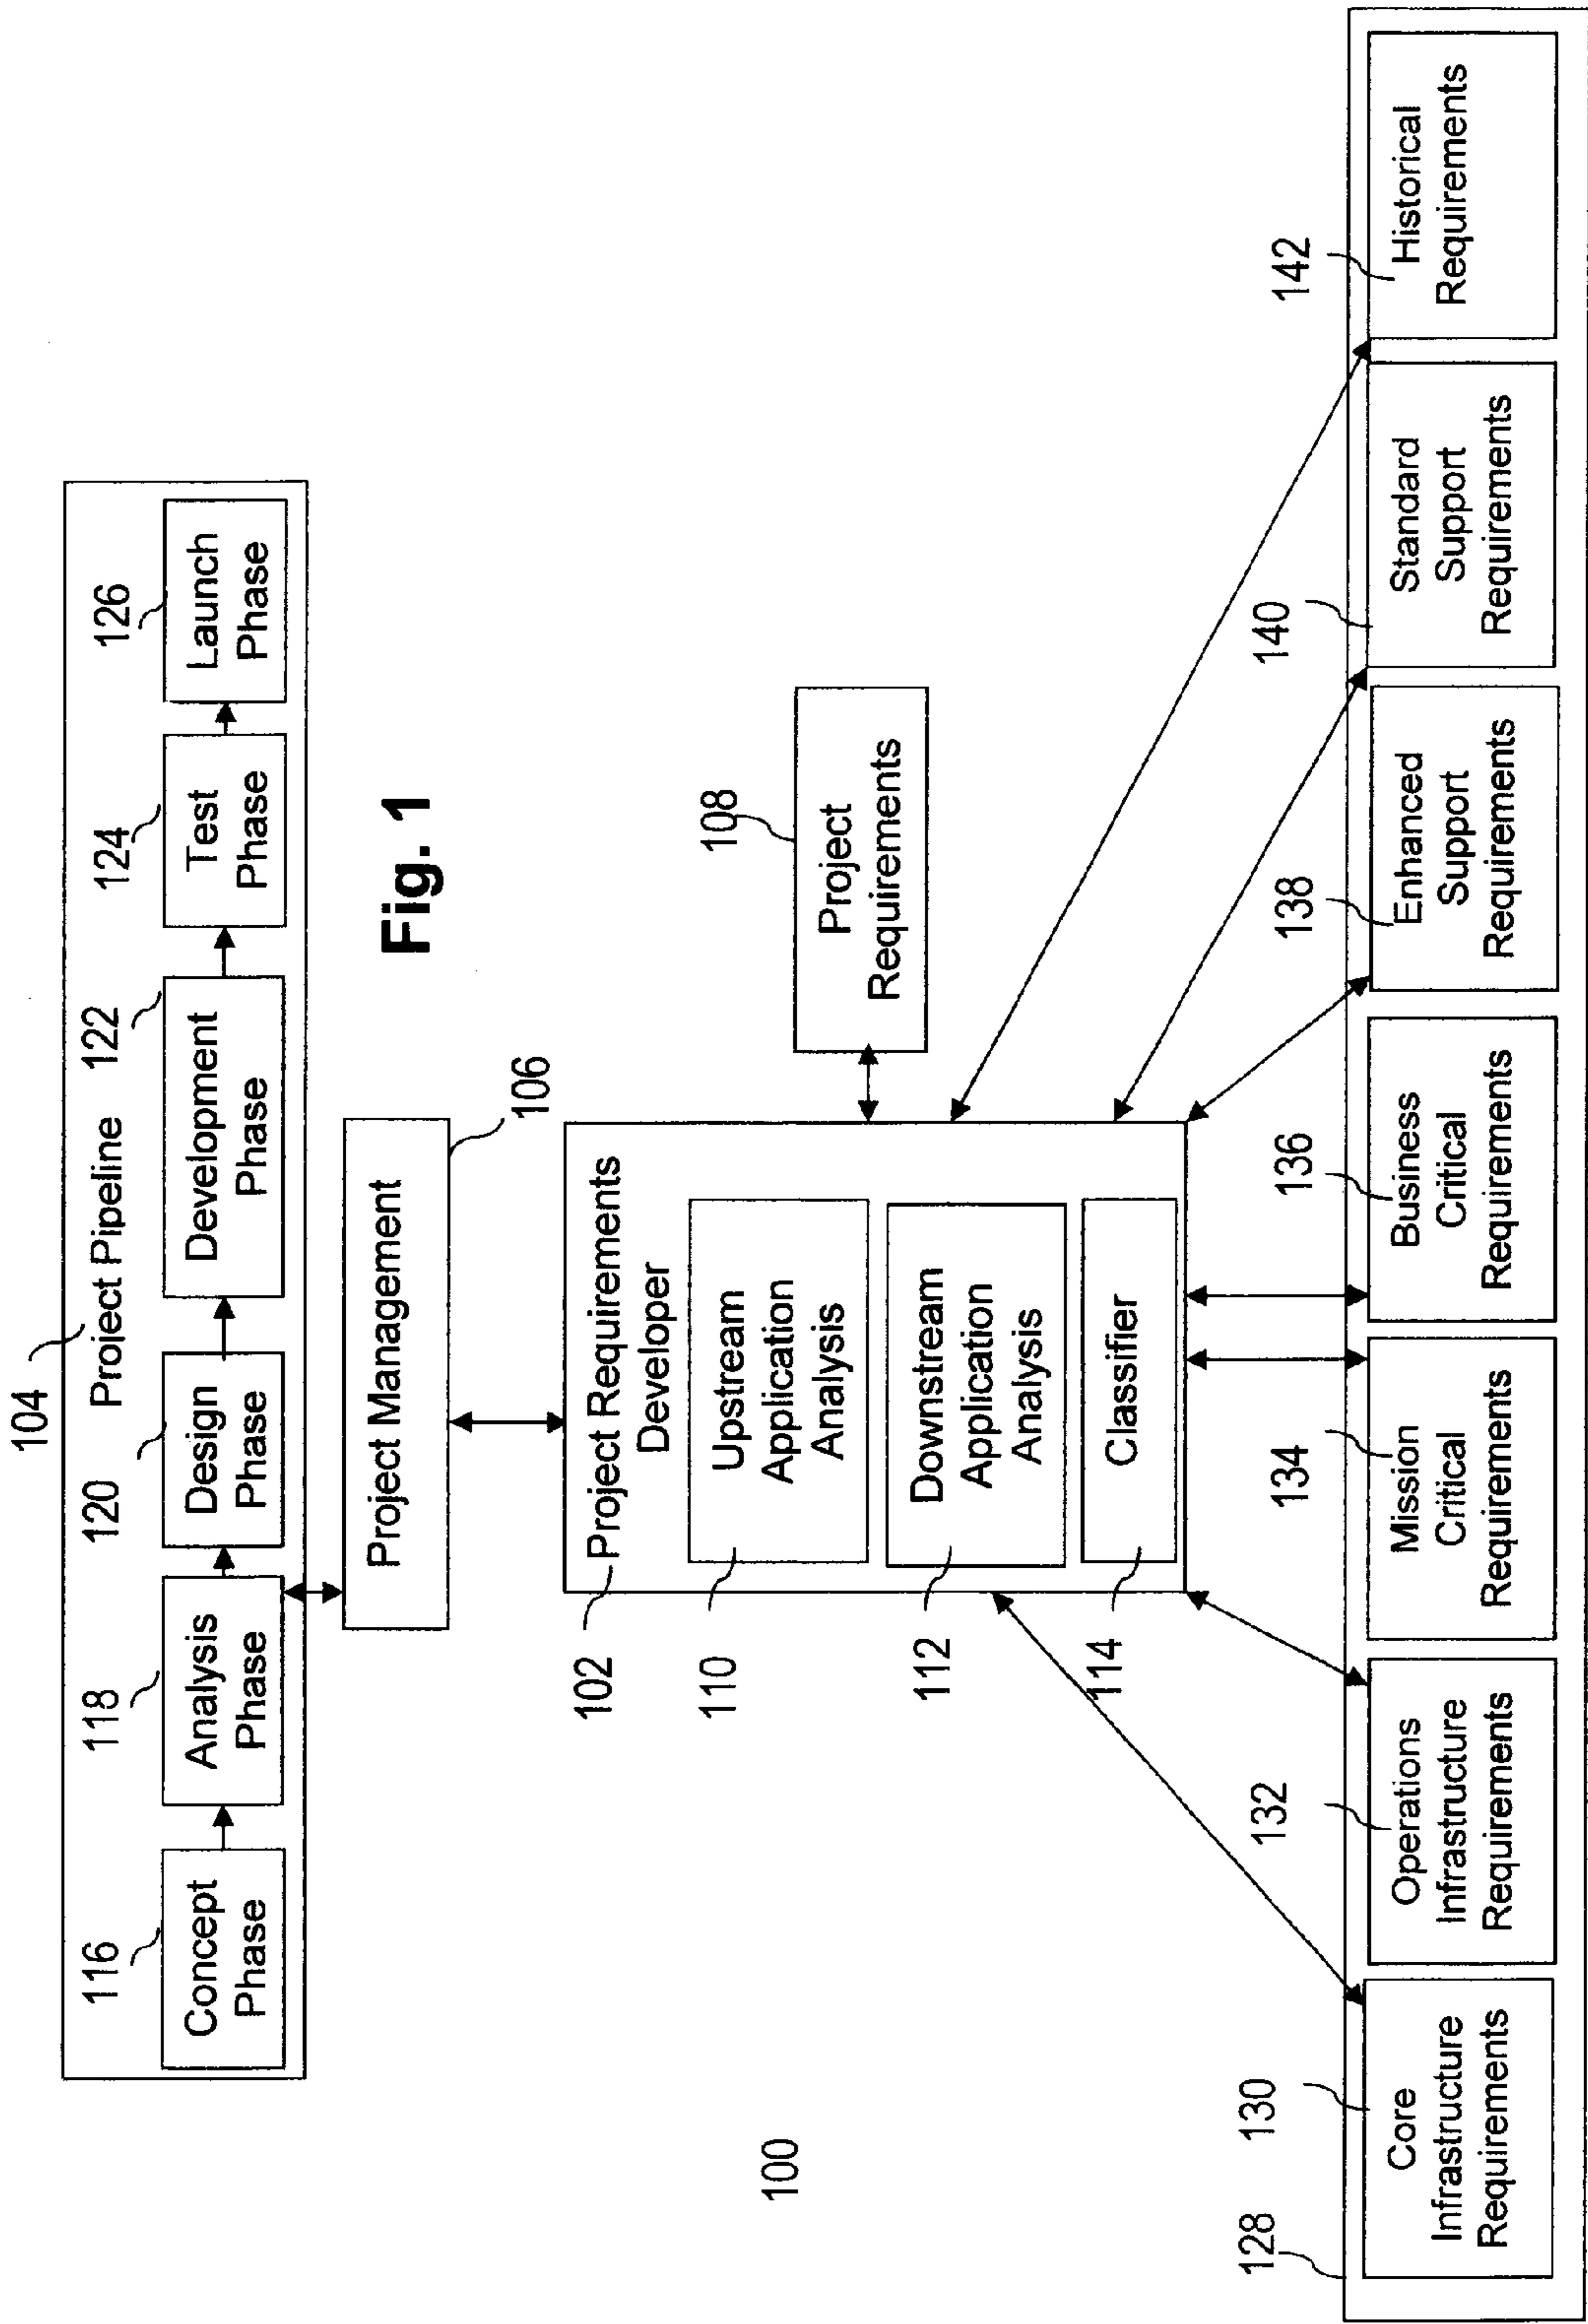 104
Project Pipeline
116
118
120
122
124
126
Concept
Phase
Analysis
Phase
Design
Phase
Development
Phase
Test
Phase
Launch
Phase
Project Management
106
Fig. 1
102
Project Requirements
Developer
110
Upstream
Application
Analysis
112
Downstream
Application
Analysis
114
Classifier
108
Project
Requirements
100
128
130
132
134
136
138
140
142
Core
Infrastructure
Requirements
Operations
Infrastructure
Requirements
Mission
Critical
Requirements
Business
Critical
Requirements
Enhanced
Support
Requirements
Standard
Support
Requirements
Historical
Requirements